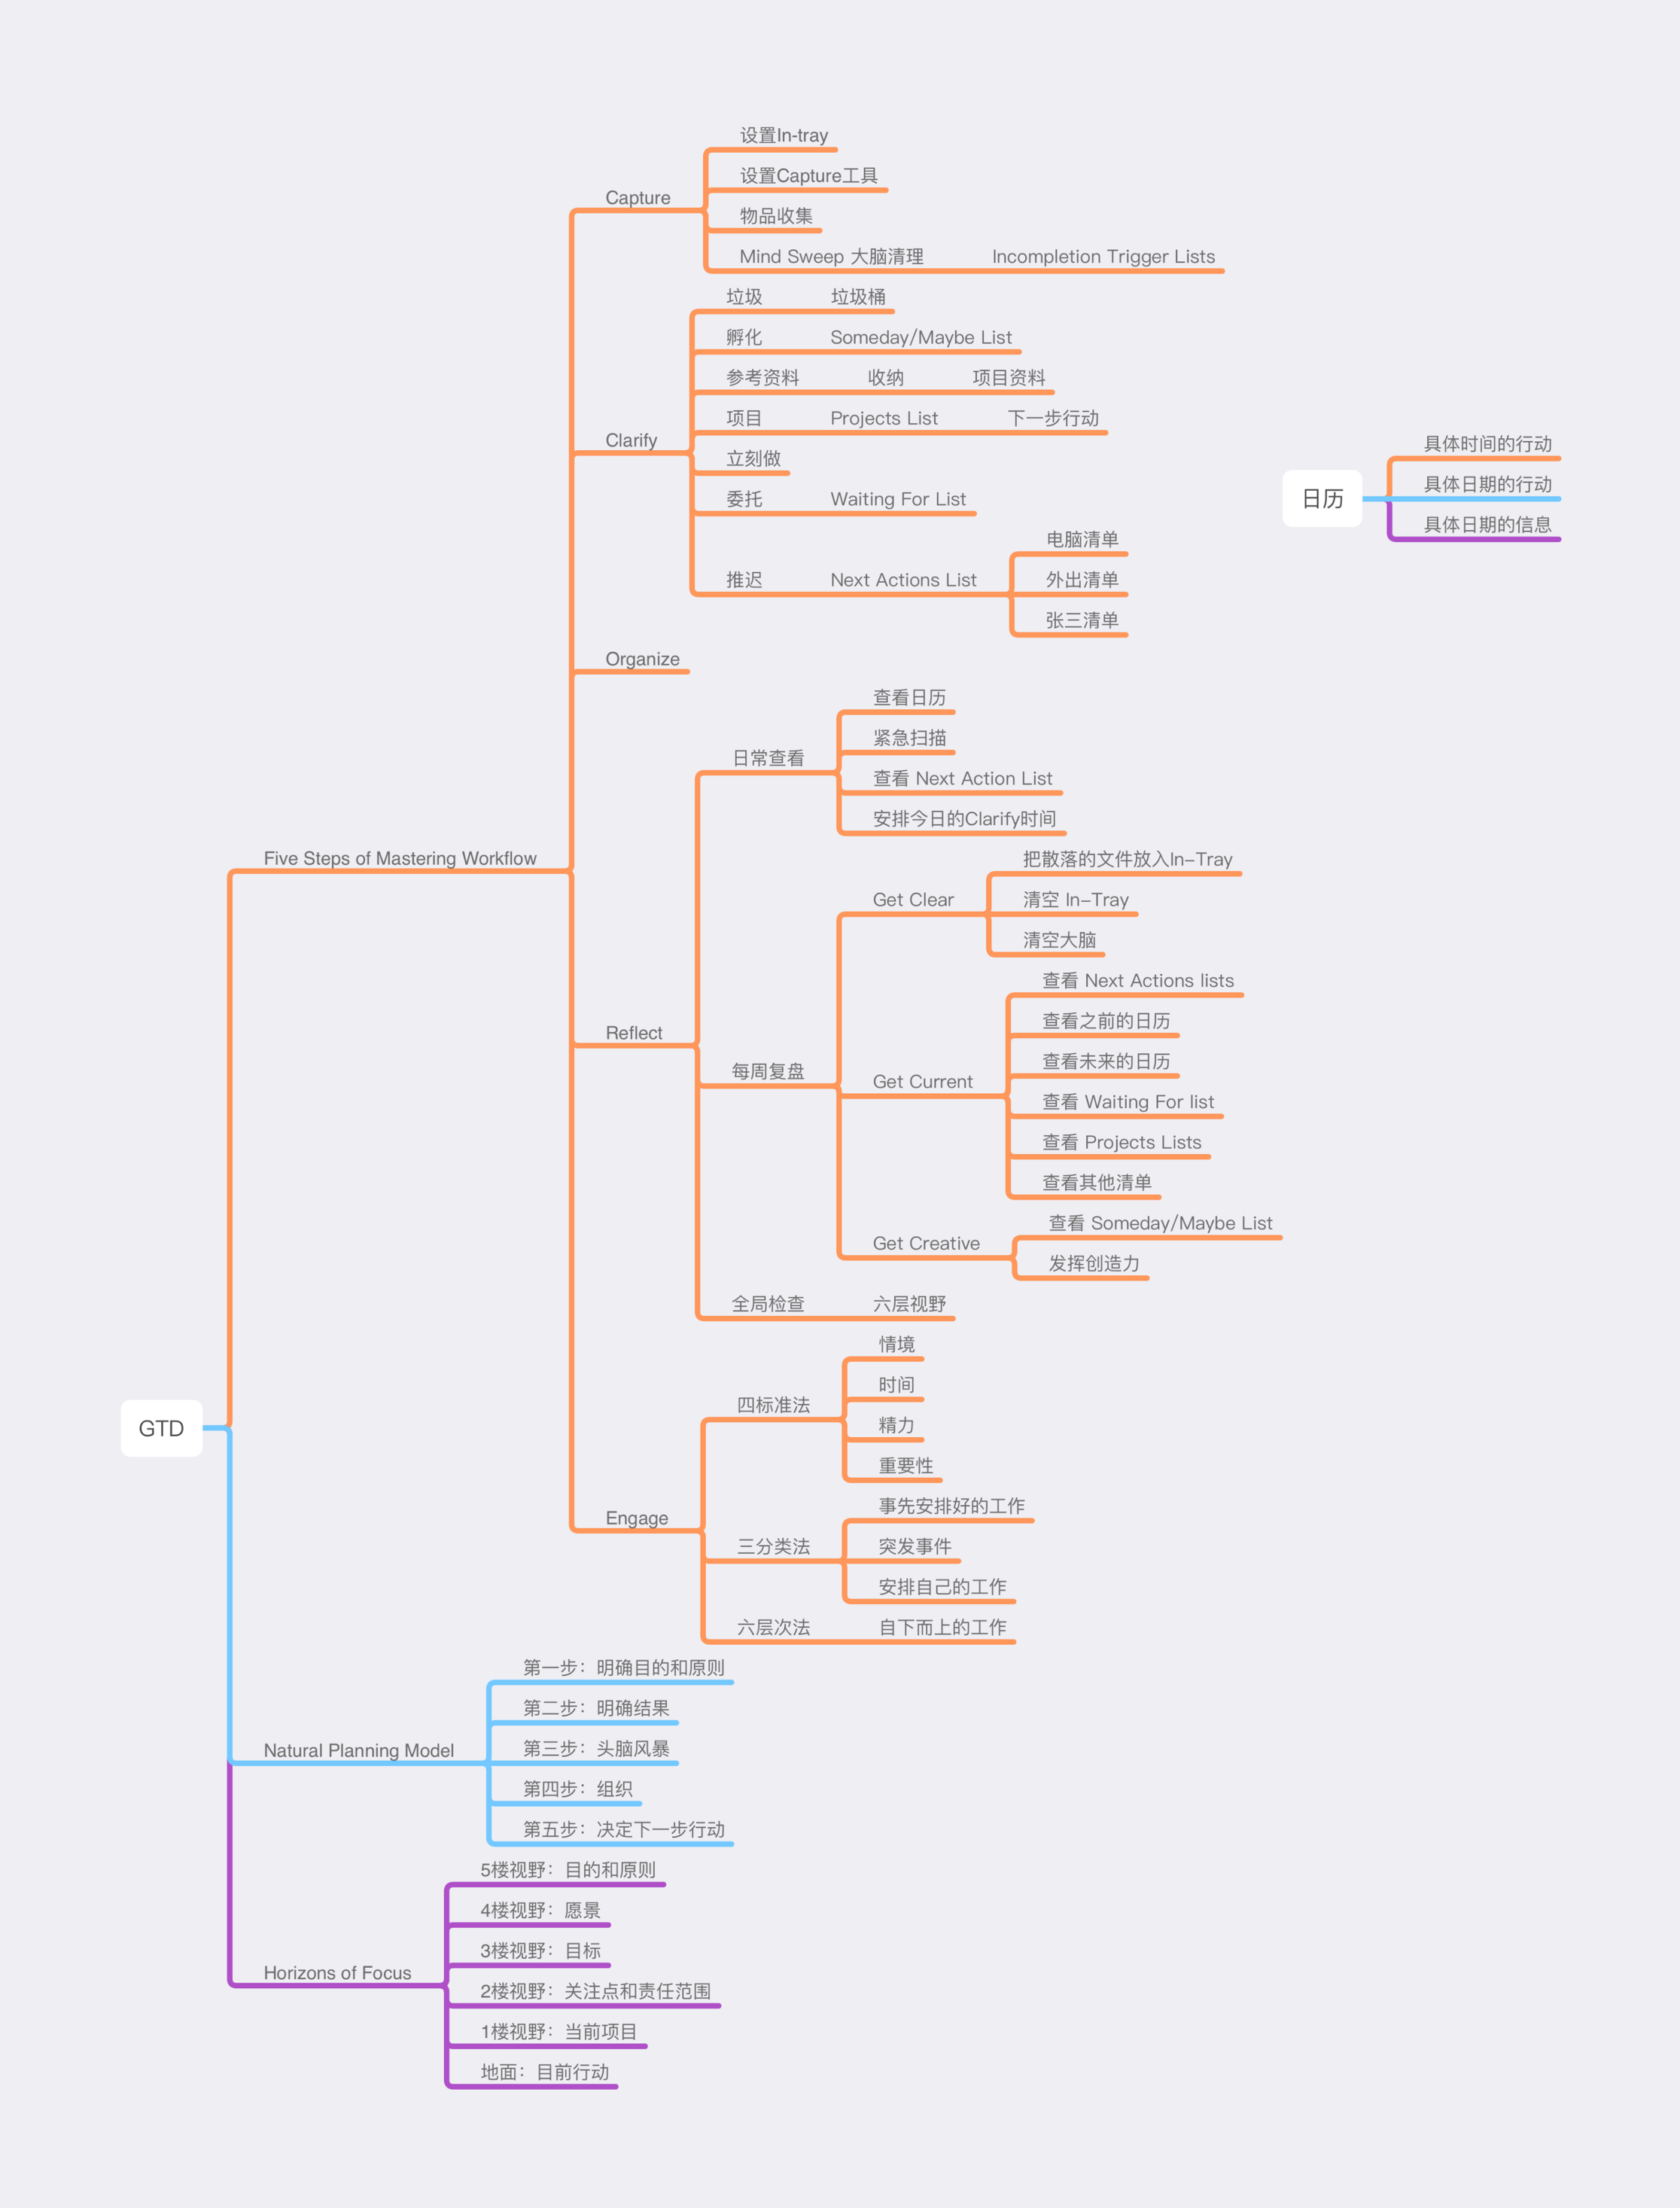 GTD
Five Steps of Mastering Workflow
Capture
设置In-tray
设置Capture工具
物品收集
Mind Sweep 大脑清理
Incompletion Trigger Lists
Clarify
垃圾
垃圾桶
孵化
Someday/Maybe List
参考资料
收纳
项目资料
项目
Projects List
下一步行动
立刻做
委托
Waiting For List
推迟
Next Actions List
电脑清单
外出清单
张三清单
Organize
Reflect
日常查看
查看日历
紧急扫描
查看 Next Action List
安排今日的Clarify时间
每周复盘
Get Clear
把散落的文件放入In-Tray
清空 In-Tray
清空大脑
Get Current
查看 Next Actions lists
查看之前的日历
查看未来的日历
查看 Waiting For list
查看 Projects Lists
查看其他清单
Get Creative
查看 Someday/Maybe List
发挥创造力
全局检查
六层视野
Engage
四标准法
情境
时间
精力
重要性
三分类法
事先安排好的工作
突发事件
安排自己的工作
六层次法
自下而上的工作
Natural Planning Model
第一步：明确目的和原则
第二步：明确结果
第三步：头脑风暴
第四步：组织
第五步：决定下一步行动
Horizons of Focus
5楼视野：目的和原则
4楼视野：愿景
3楼视野：目标
2楼视野：关注点和责任范围
1楼视野：当前项目
地面：目前行动
日历
具体时间的行动
具体日期的行动
具体日期的信息